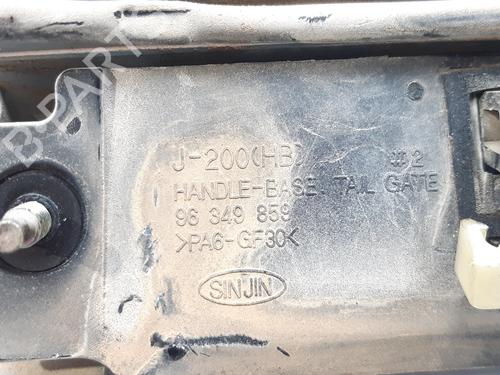 B-PARTS
J-200(HB) #2
HANDLE-BASE, TAIL GATE
96 349 859
>PA6-GF30<
SINJIN